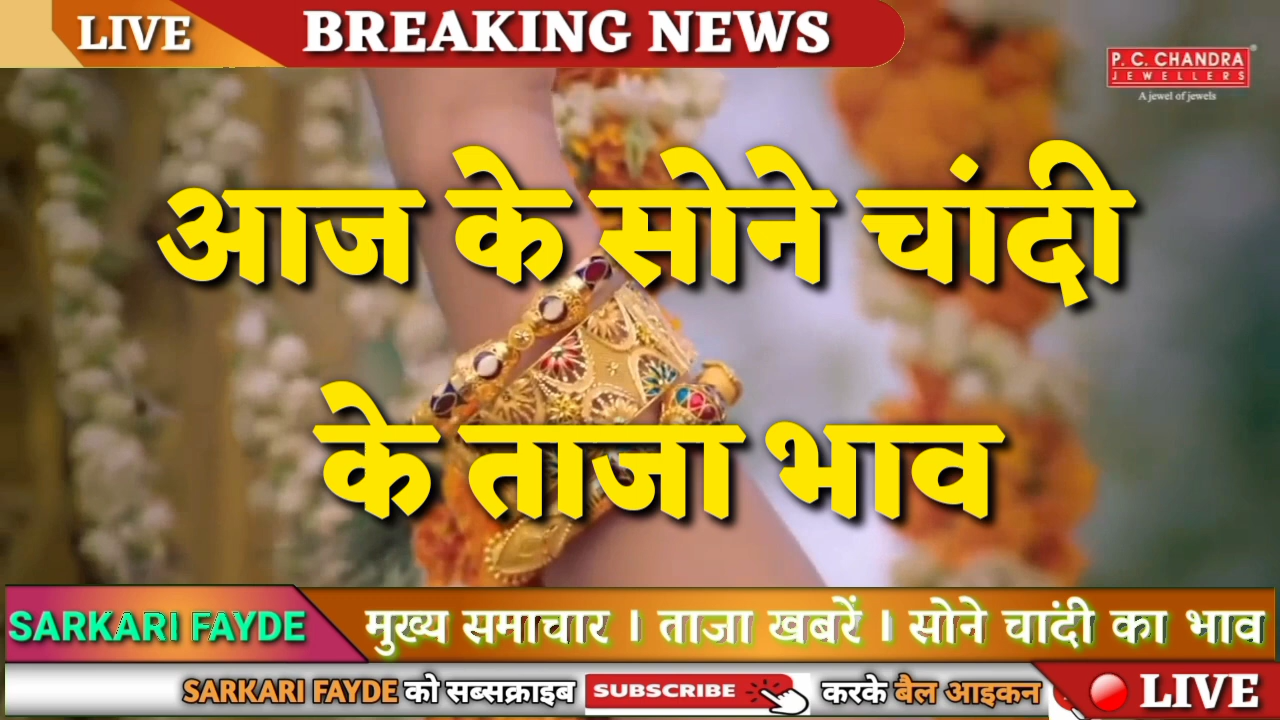 LIVE BREAKING NEWS
P. C. CHANDRA
JEWELLERS
A jewel of jewels
आज के सोने चांदी
के ताजा भाव
SARKARI FAYDE मुख्य समाचार । ताजा खबरें । सोने चांदी का भाव
SARKARI FAYDE को सब्सक्राइब SUBSCRIBE करके बैल आइकन LIVE